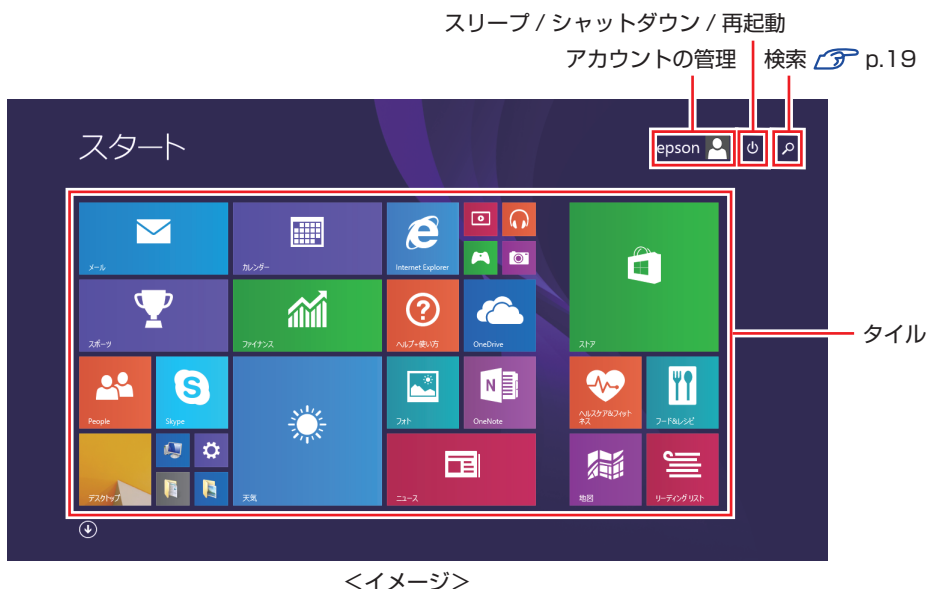 スリープ / シャットダウン / 再起動
アカウントの管理
検索 p.19
スタート
epson
メール
カレンダー
Internet Explorer
スポーツ
ファイナンス
ヘルプ+使い方
OneDrive
ストア
タイル
People
Skype
天気
フォト
OneNote
ヘルスケア&フィットネス
フード&レシピ
デスクトップ
ニュース
地図
リーディング リスト
<イメージ>